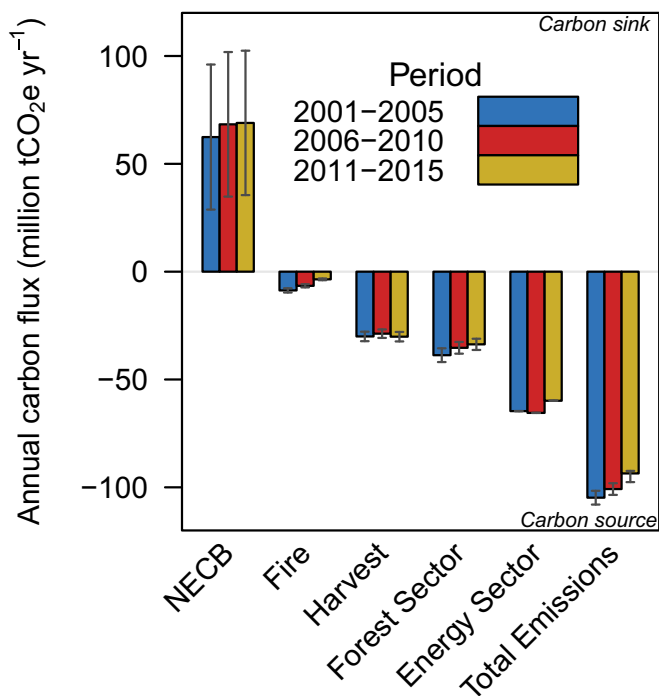 Carbon sink
Period
2001−2005
2006−2010
2011−2015
Annual carbon flux (million tCO₂e yr⁻¹)
100
50
0
−50
−100
Carbon source
NECB
Fire
Harvest
Forest Sector
Energy Sector
Total Emissions